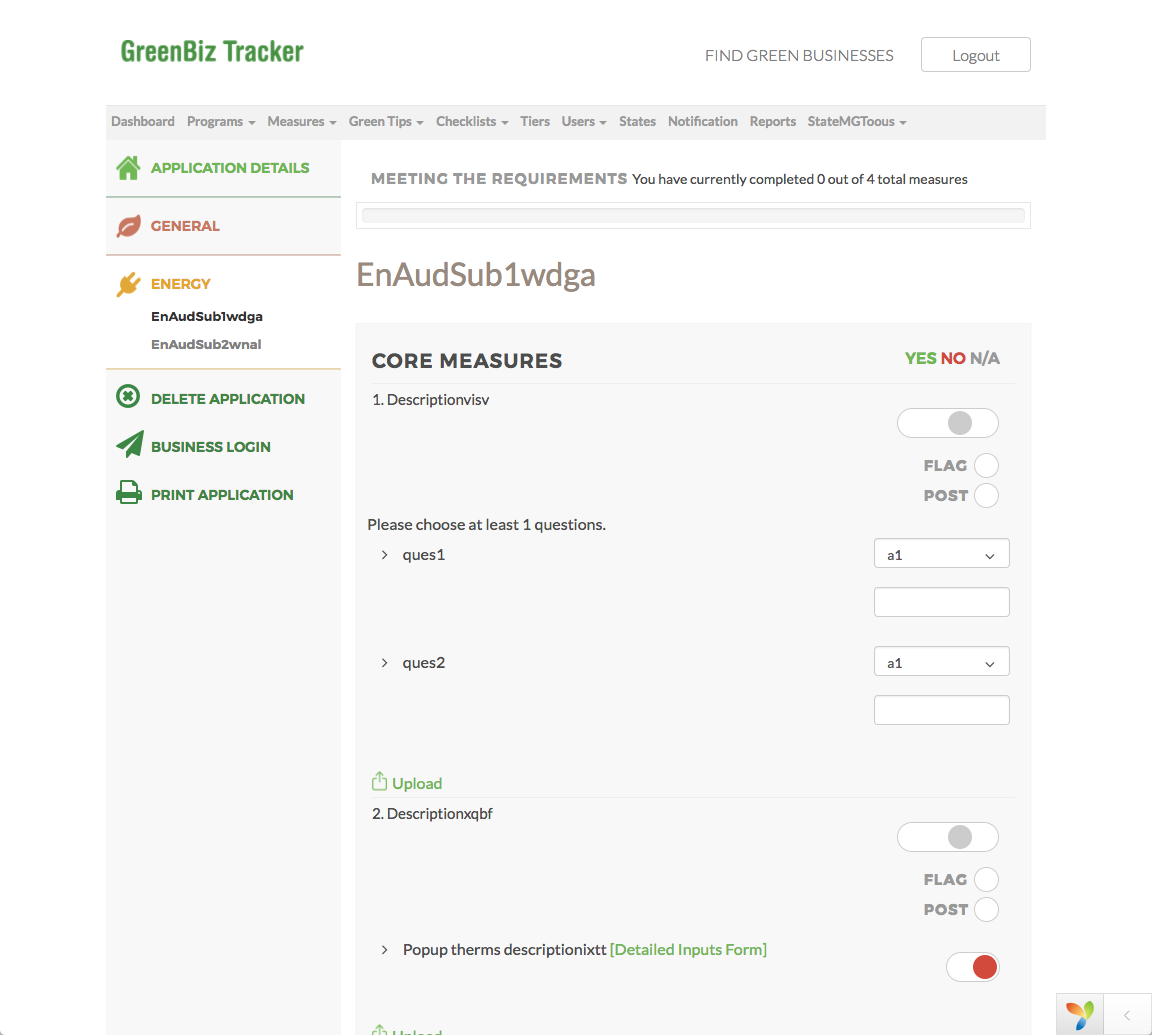 GreenBiz Tracker
FIND GREEN BUSINESSES
Logout
Dashboard Programs Measures Green Tips Checklists Tiers Users States Notification Reports StateMGToous
APPLICATION DETAILS
GENERAL
ENERGY
EnAudSub1wdga
EnAudSub2wnal
DELETE APPLICATION
BUSINESS LOGIN
PRINT APPLICATION
MEETING THE REQUIREMENTS You have currently completed 0 out of 4 total measures
EnAudSub1wdga
CORE MEASURES
YES NO N/A
1. Descriptionvisv
FLAG
POST
Please choose at least 1 questions.
ques1
a1
ques2
a1
Upload
2. Descriptionxqbf
FLAG
POST
Popup therms descriptionixtt [Detailed Inputs Form]
Upload